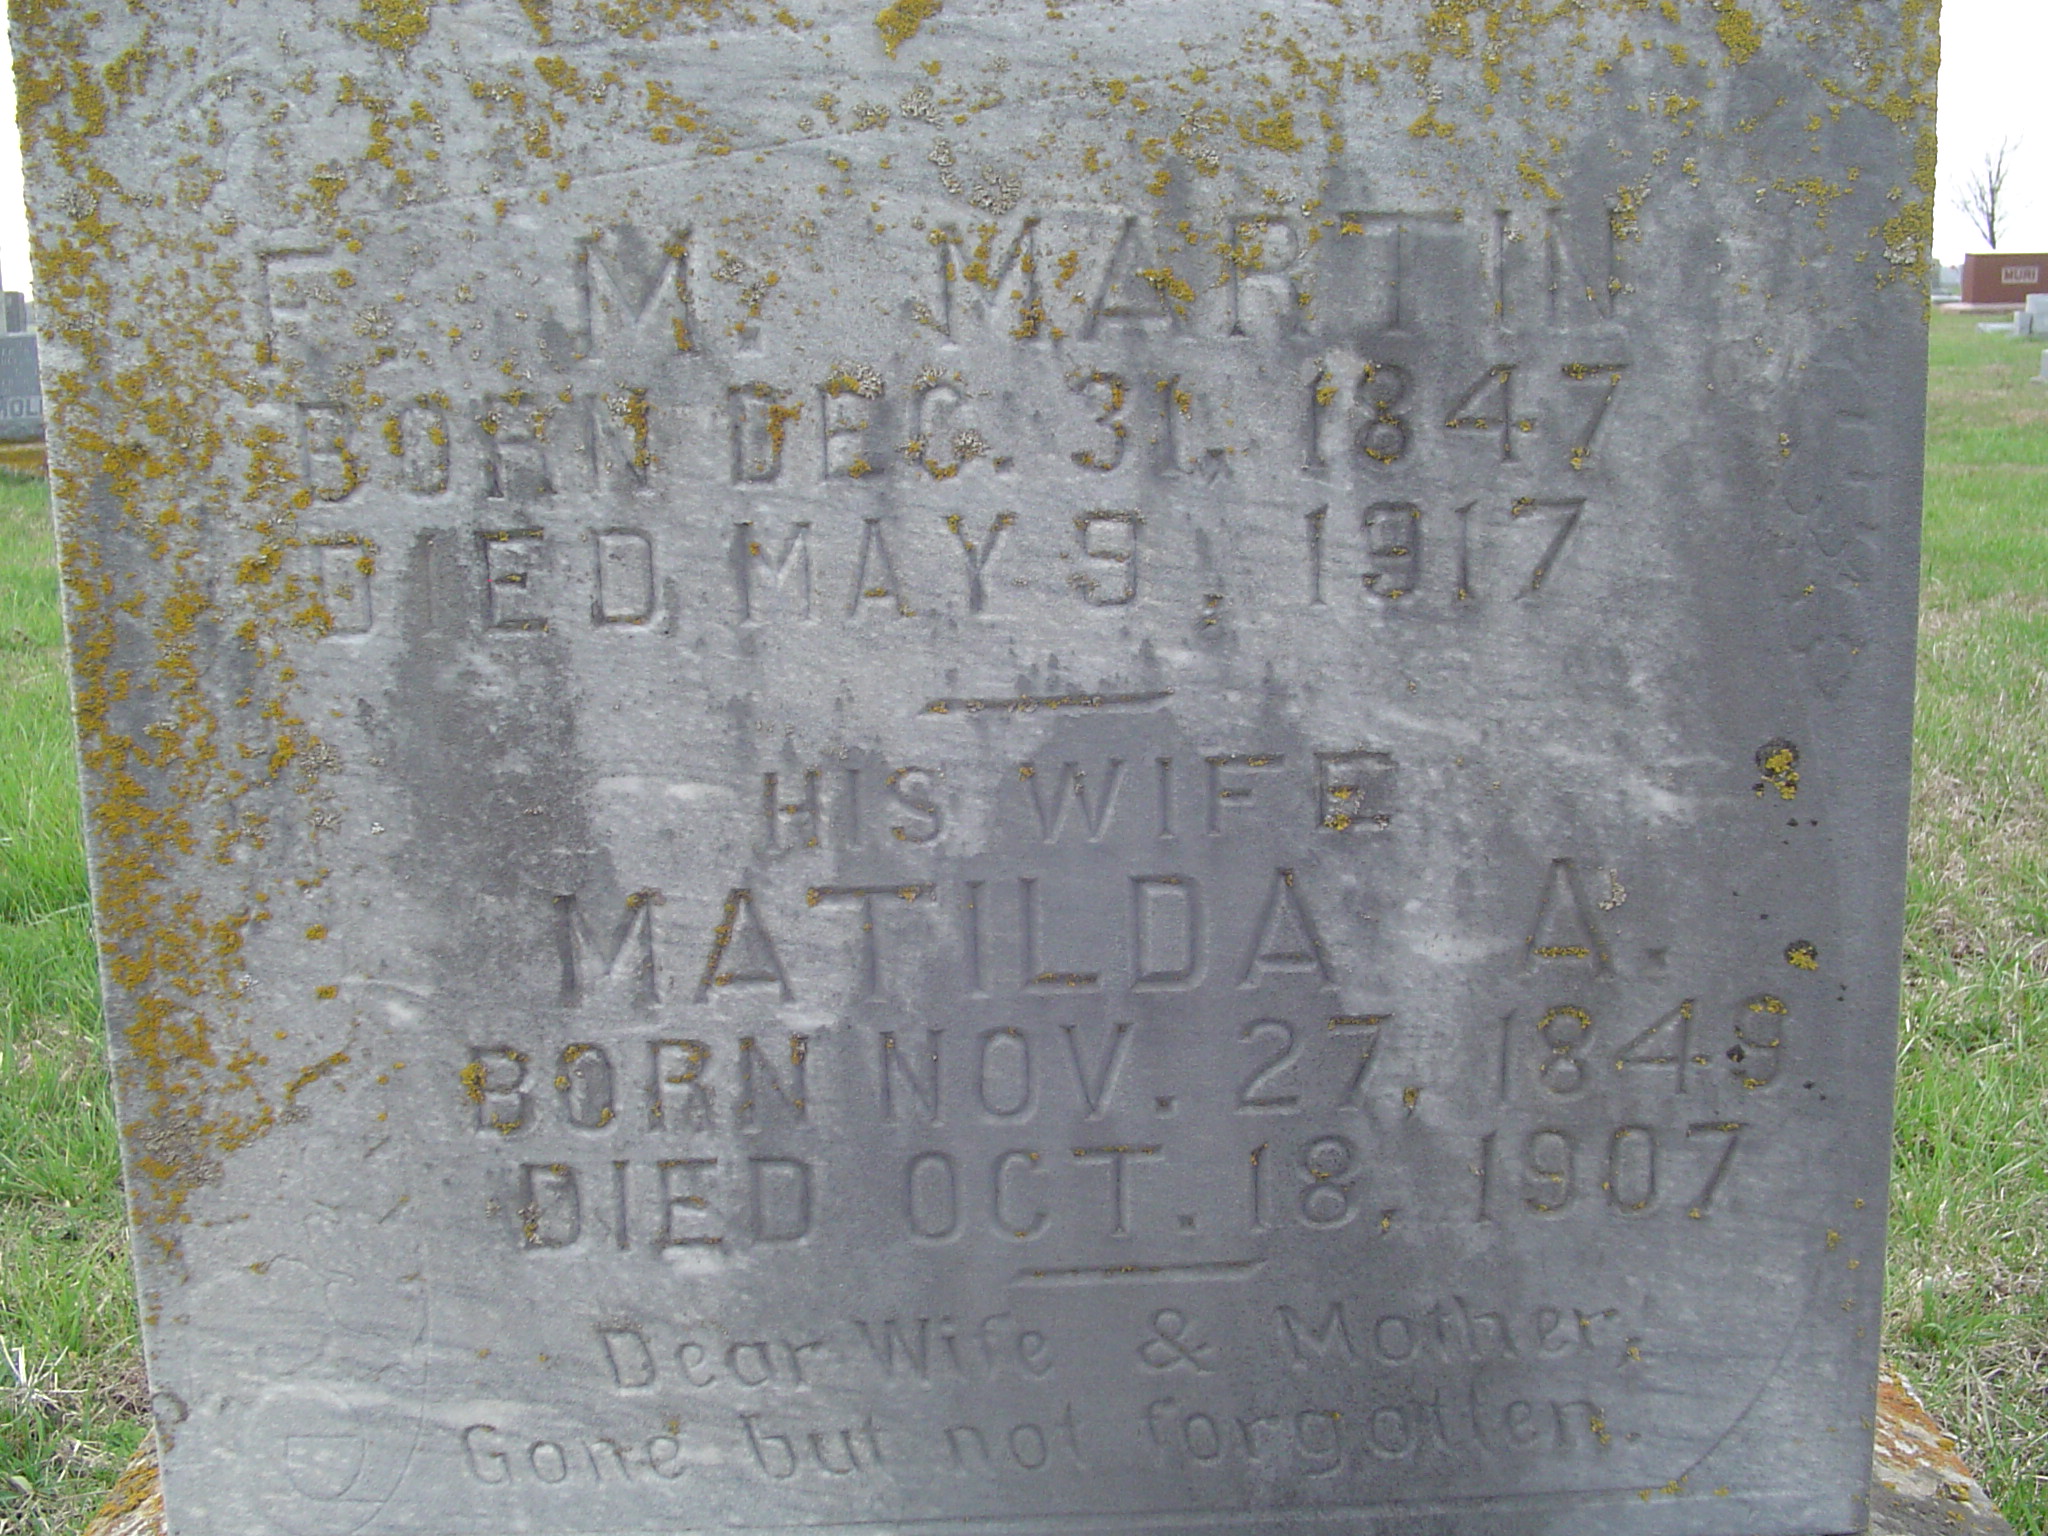 F. M. MARTIN
BORN DEC. 31, 1847
DIED MAY 9, 1917
HIS WIFE
MATILDA A.
BORN NOV. 27, 1849
DIED OCT. 18, 1907
Dear Wife & Mother,
Gone but not forgotten.
MURI